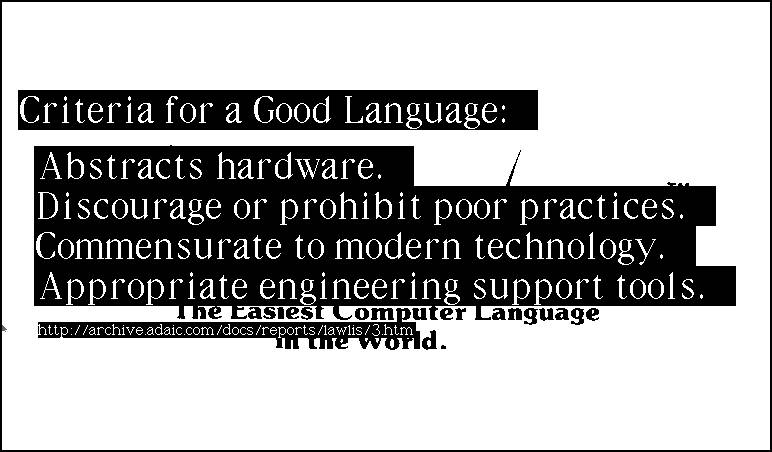 Criteria for a Good Language:
Abstracts hardware.
TM
Discourage or prohibit poor practices.
Commensurate to modern technology.
Appropriate engineering support tools.
The Easiest Computer Language
http://archive.adaic.com/docs/reports/lawlis/3.htm
in the World.